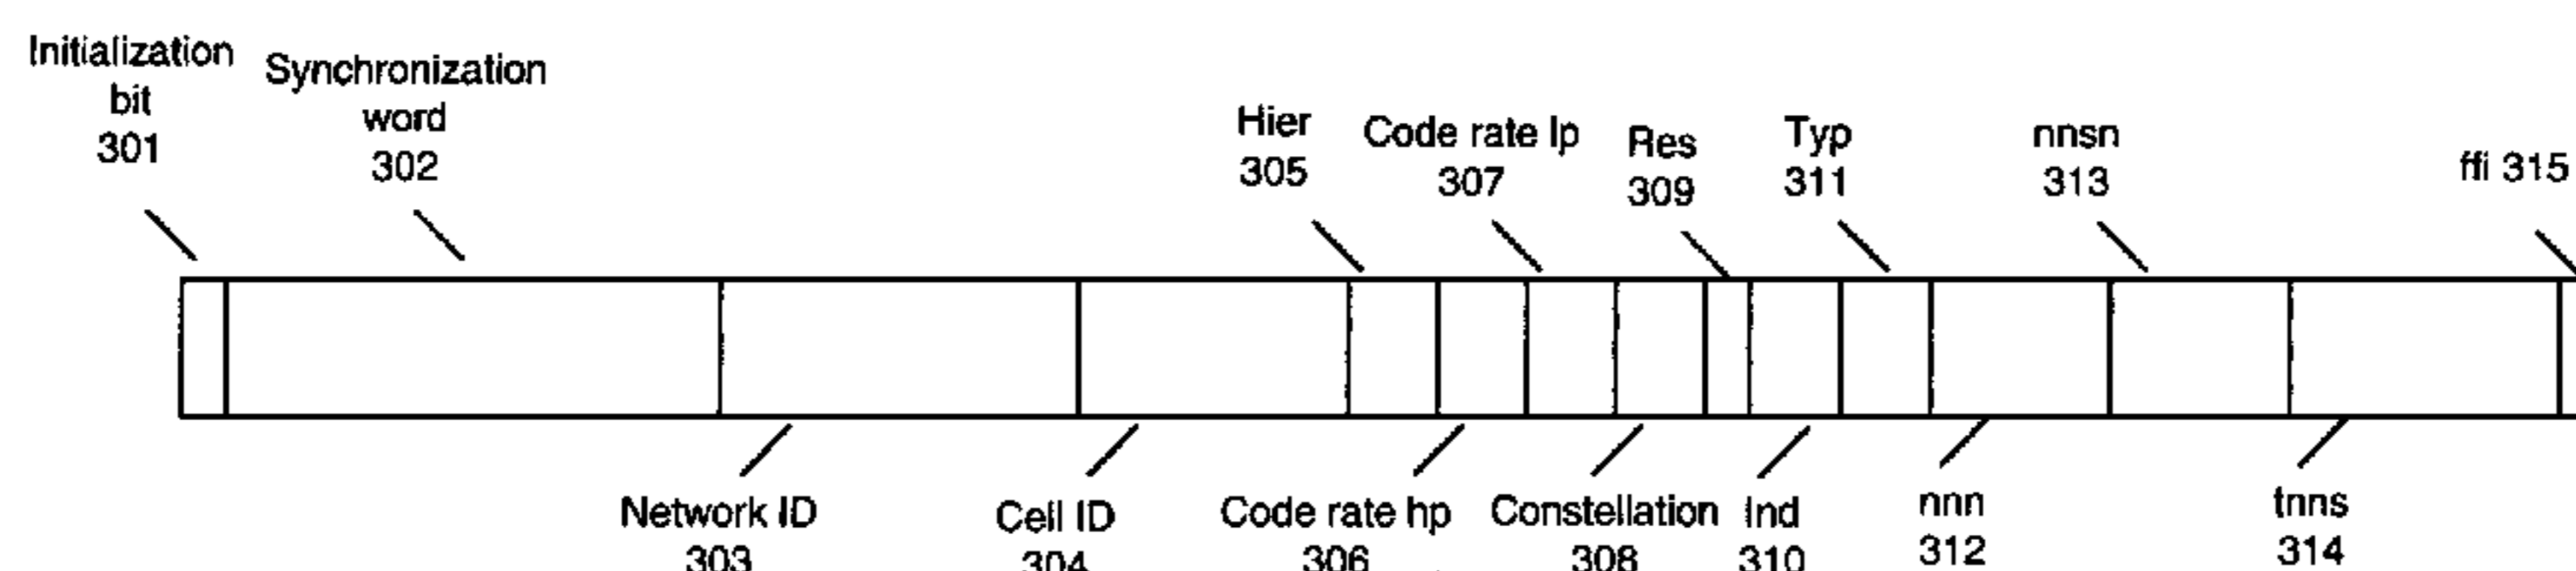 Initialization
bit
301
Synchronization
word
302
Hier
305
Code rate lp
307
Res
309
Typ
311
nnsn
313
ffi 315
Network ID
303
Cell ID
304
Code rate hp
306
Constellation
308
Ind
310
nnn
312
tnns
314